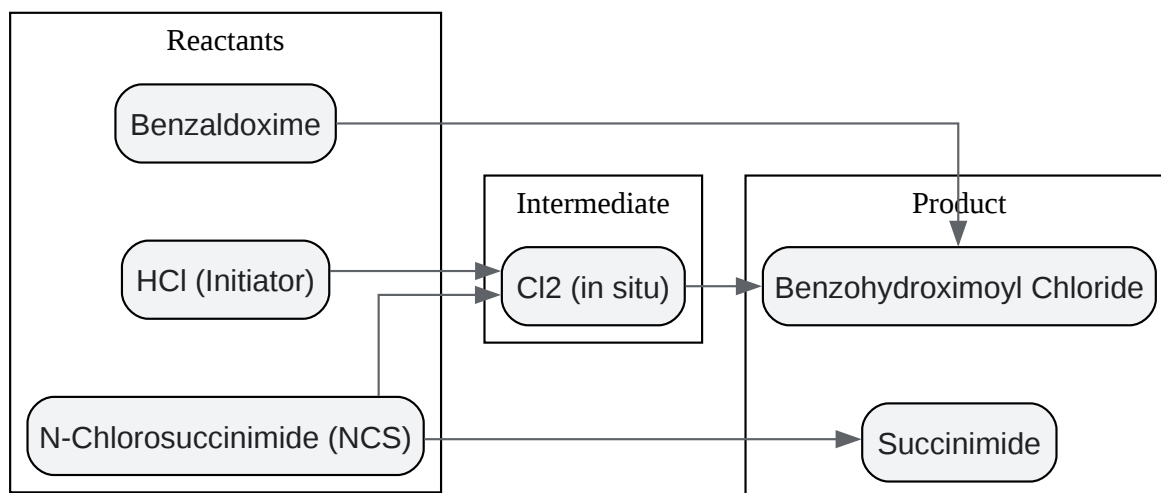 Reactants
Benzaldoxime
HCl (Initiator)
N-Chlorosuccinimide (NCS)
Intermediate
Cl2 (in situ)
Product
Benzohydroximoyl Chloride
Succinimide